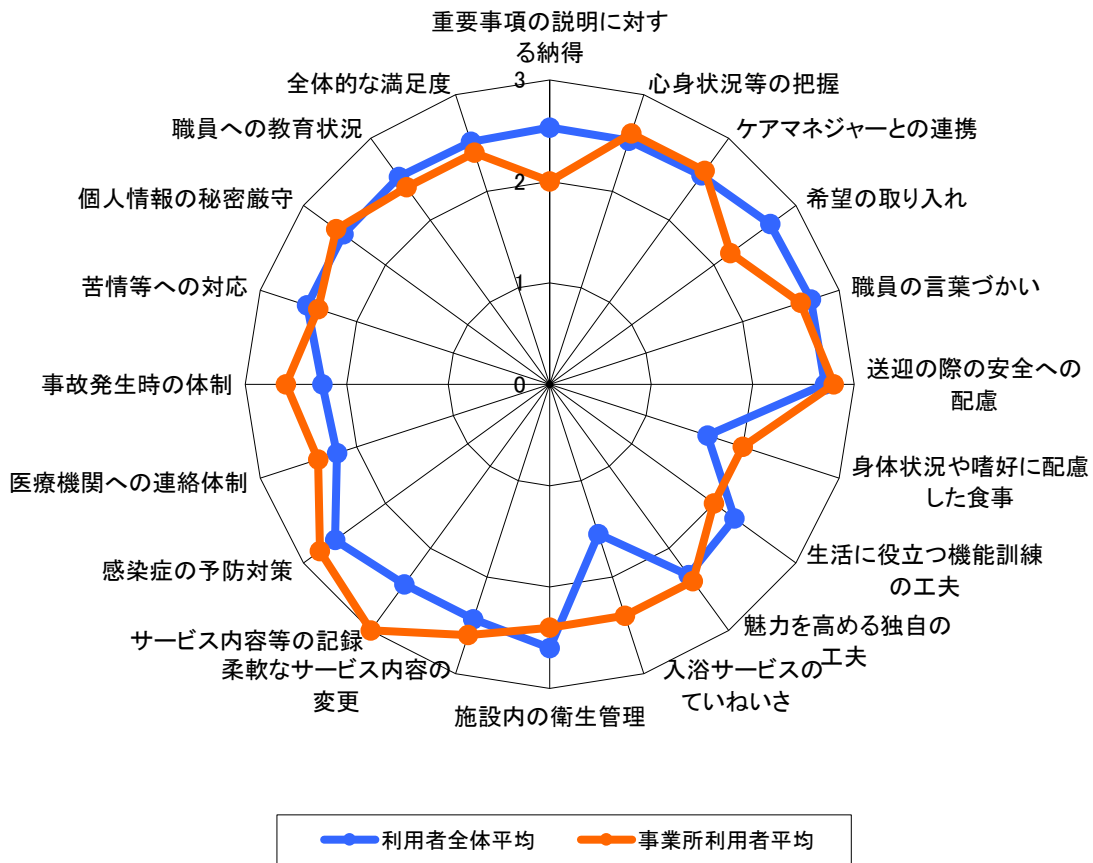 重要事項の説明に対す
る納得
心身状況等の把握
ケアマネジャーとの連携
希望の取り入れ
職員の言葉づかい
送迎の際の安全への
配慮
身体状況や嗜好に配慮
した食事
生活に役立つ機能訓練
の工夫
魅力を高める独自の
工夫
入浴サービスの
ていねいさ
施設内の衛生管理
柔軟なサービス内容の
変更
サービス内容等の記録
感染症の予防対策
医療機関への連絡体制
事故発生時の体制
苦情等への対応
個人情報の秘密厳守
職員への教育状況
全体的な満足度
3
2
1
0
利用者全体平均
事業所利用者平均